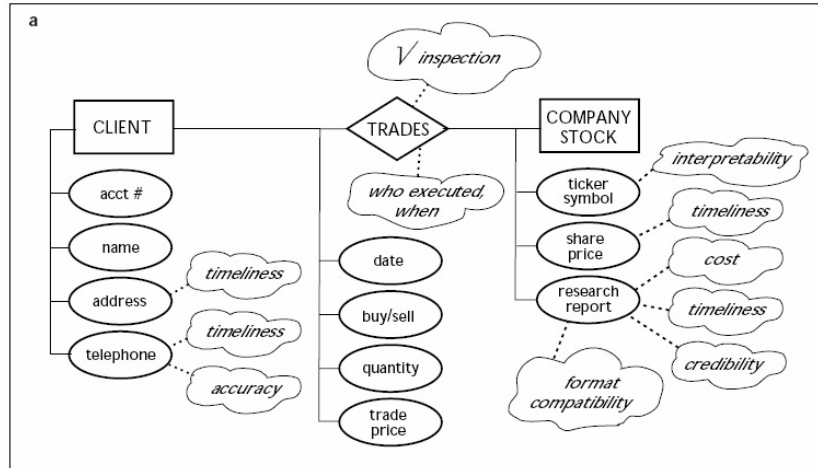 a
√ inspection
CLIENT
TRADES
COMPANY
STOCK
who executed,
when
interpretability
acct #
ticker
symbol
name
date
share
price
timeliness
address
timeliness
buy/sell
research
report
cost
telephone
timeliness
timeliness
accuracy
quantity
format
compatibility
credibility
trade
price